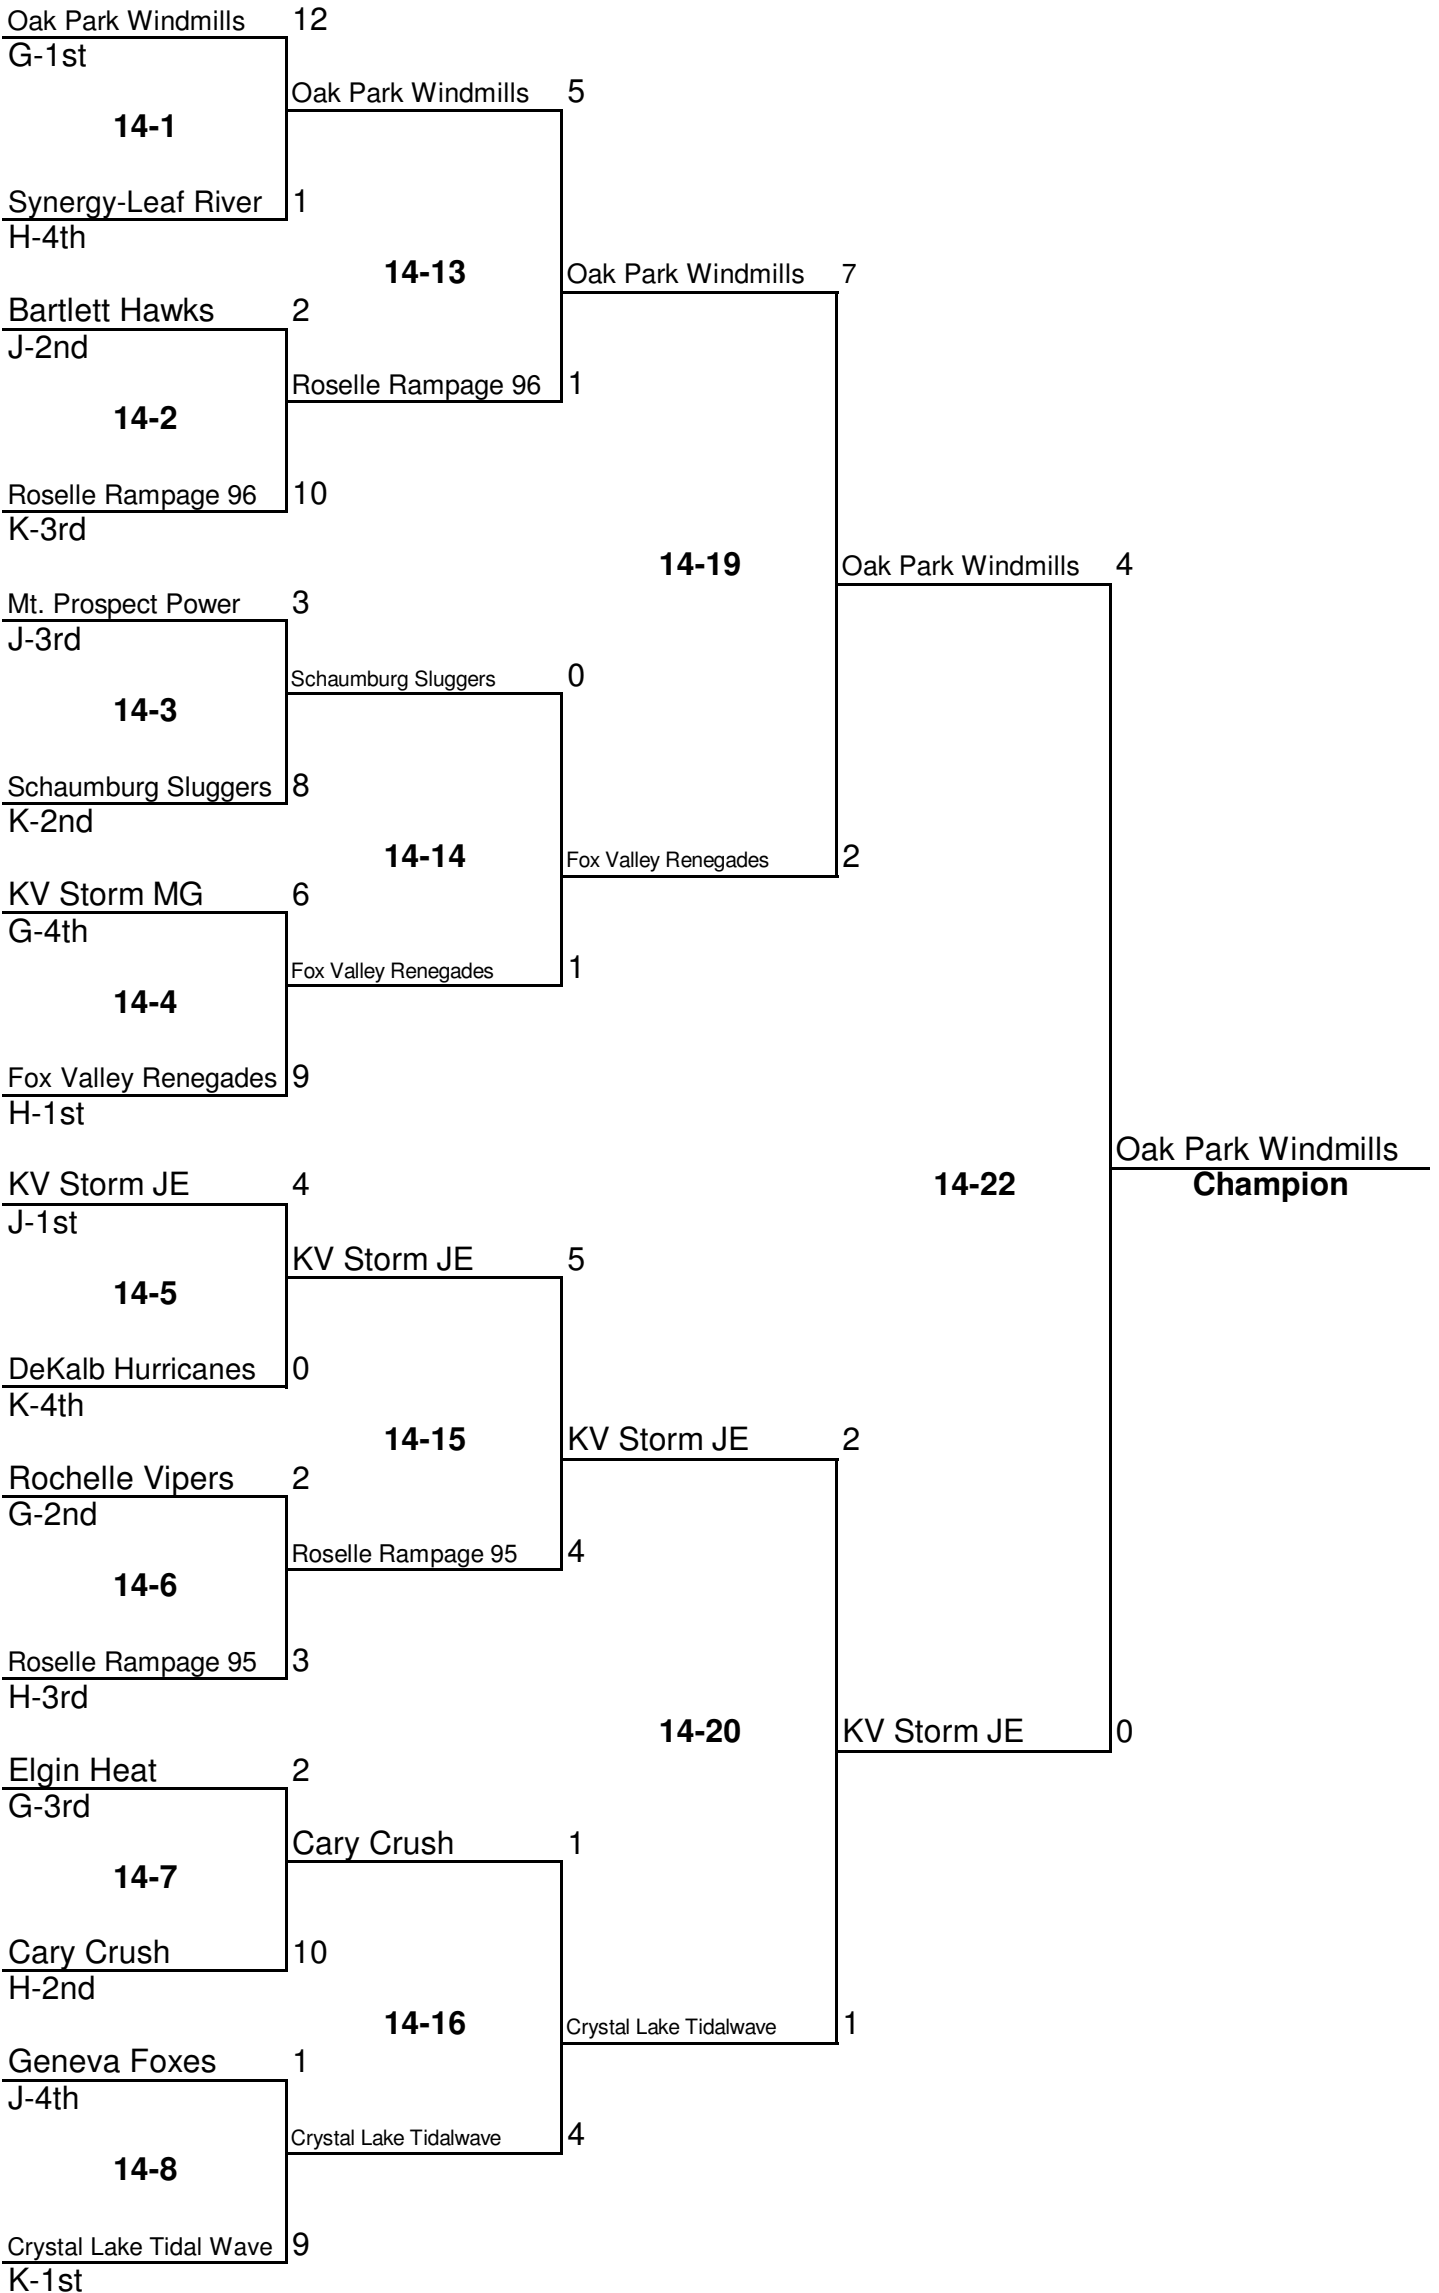 Oak Park Windmills 12
G-1st
Oak Park Windmills 5
14-1
Synergy-Leaf River 1
H-4th
14-13
Oak Park Windmills 7
Bartlett Hawks 2
J-2nd
Roselle Rampage 96 1
14-2
Roselle Rampage 96 10
K-3rd
14-19
Oak Park Windmills 4
Mt. Prospect Power 3
J-3rd
Schaumburg Sluggers 0
14-3
Schaumburg Sluggers 8
K-2nd
14-14
Fox Valley Renegades 2
KV Storm MG 6
G-4th
Fox Valley Renegades 1
14-4
Fox Valley Renegades 9
H-1st
Oak Park Windmills
14-22
Champion
KV Storm JE 4
J-1st
KV Storm JE 5
14-5
DeKalb Hurricanes 0
K-4th
14-15
KV Storm JE 2
Rochelle Vipers 2
G-2nd
Roselle Rampage 95 4
14-6
Roselle Rampage 95 3
H-3rd
14-20
KV Storm JE 0
Elgin Heat 2
G-3rd
Cary Crush 1
14-7
Cary Crush 10
H-2nd
14-16
Crystal Lake Tidalwave 1
Geneva Foxes 1
J-4th
Crystal Lake Tidalwave 4
14-8
Crystal Lake Tidal Wave 9
K-1st